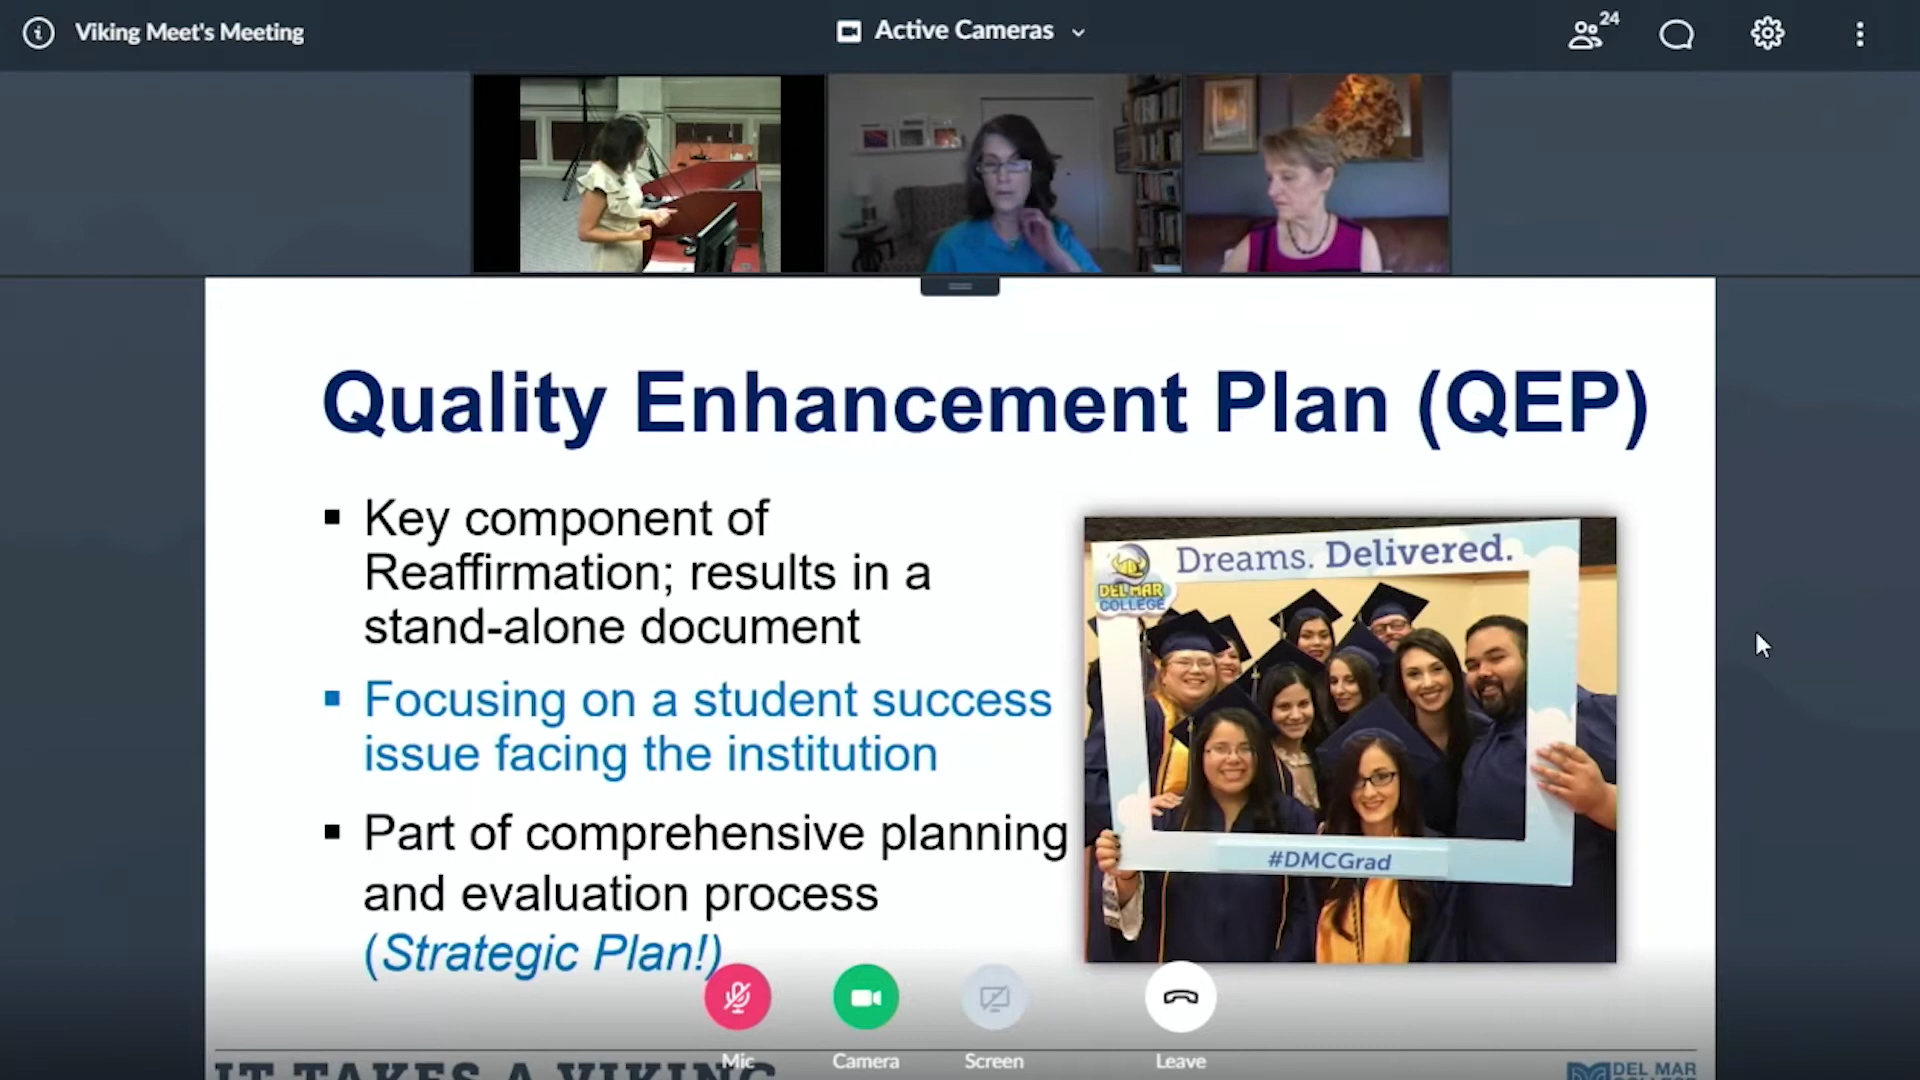 Viking Meet's Meeting
Active Cameras
24
Quality Enhancement Plan (QEP)
Key component of
Reaffirmation; results in a
stand-alone document
Focusing on a student success
issue facing the institution
Part of comprehensive planning
and evaluation process
(Strategic Plan!)
Dreams. Delivered.
DEL MAR
COLLEGE
#DMCGrad
Mic
Camera
Screen
Leave
IT TAKES A VIKING
DEL MAR
COLLEGE